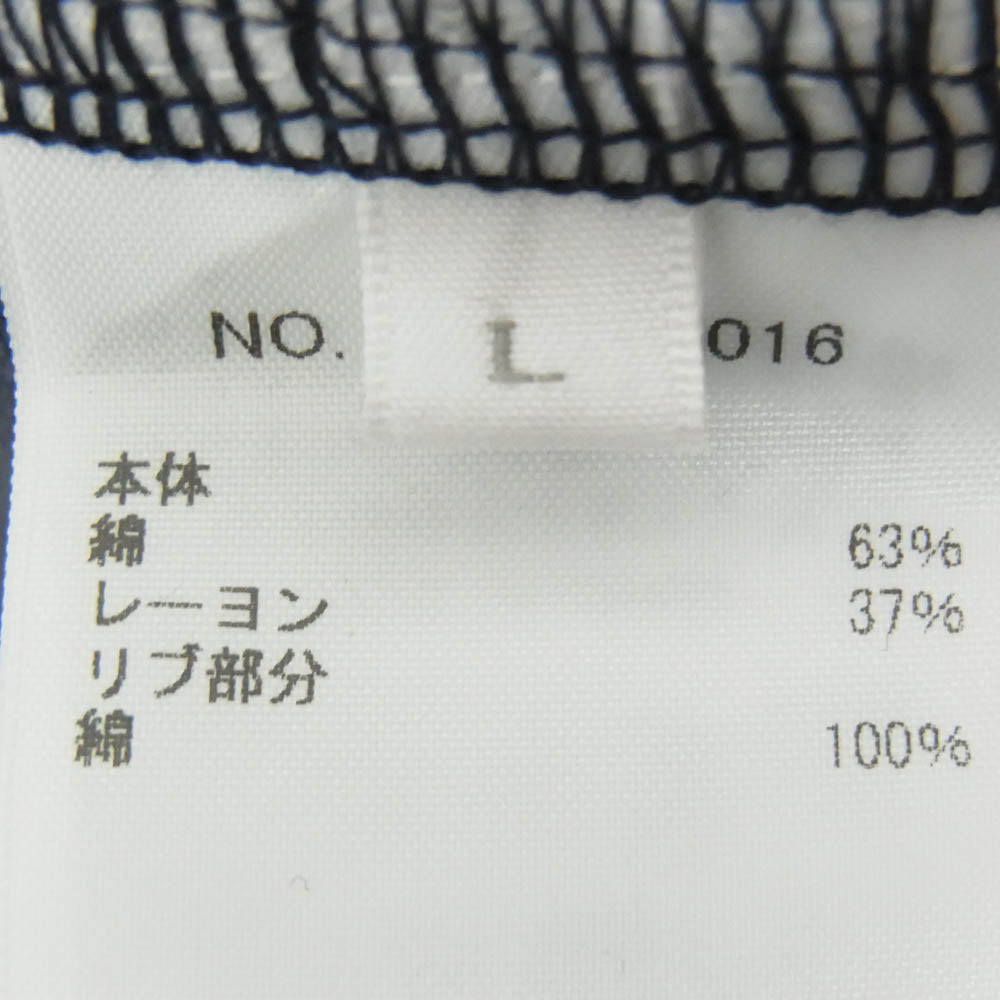 NO. L 016
本体
綿 63%
レーヨン 37%
リブ部分
綿 100%